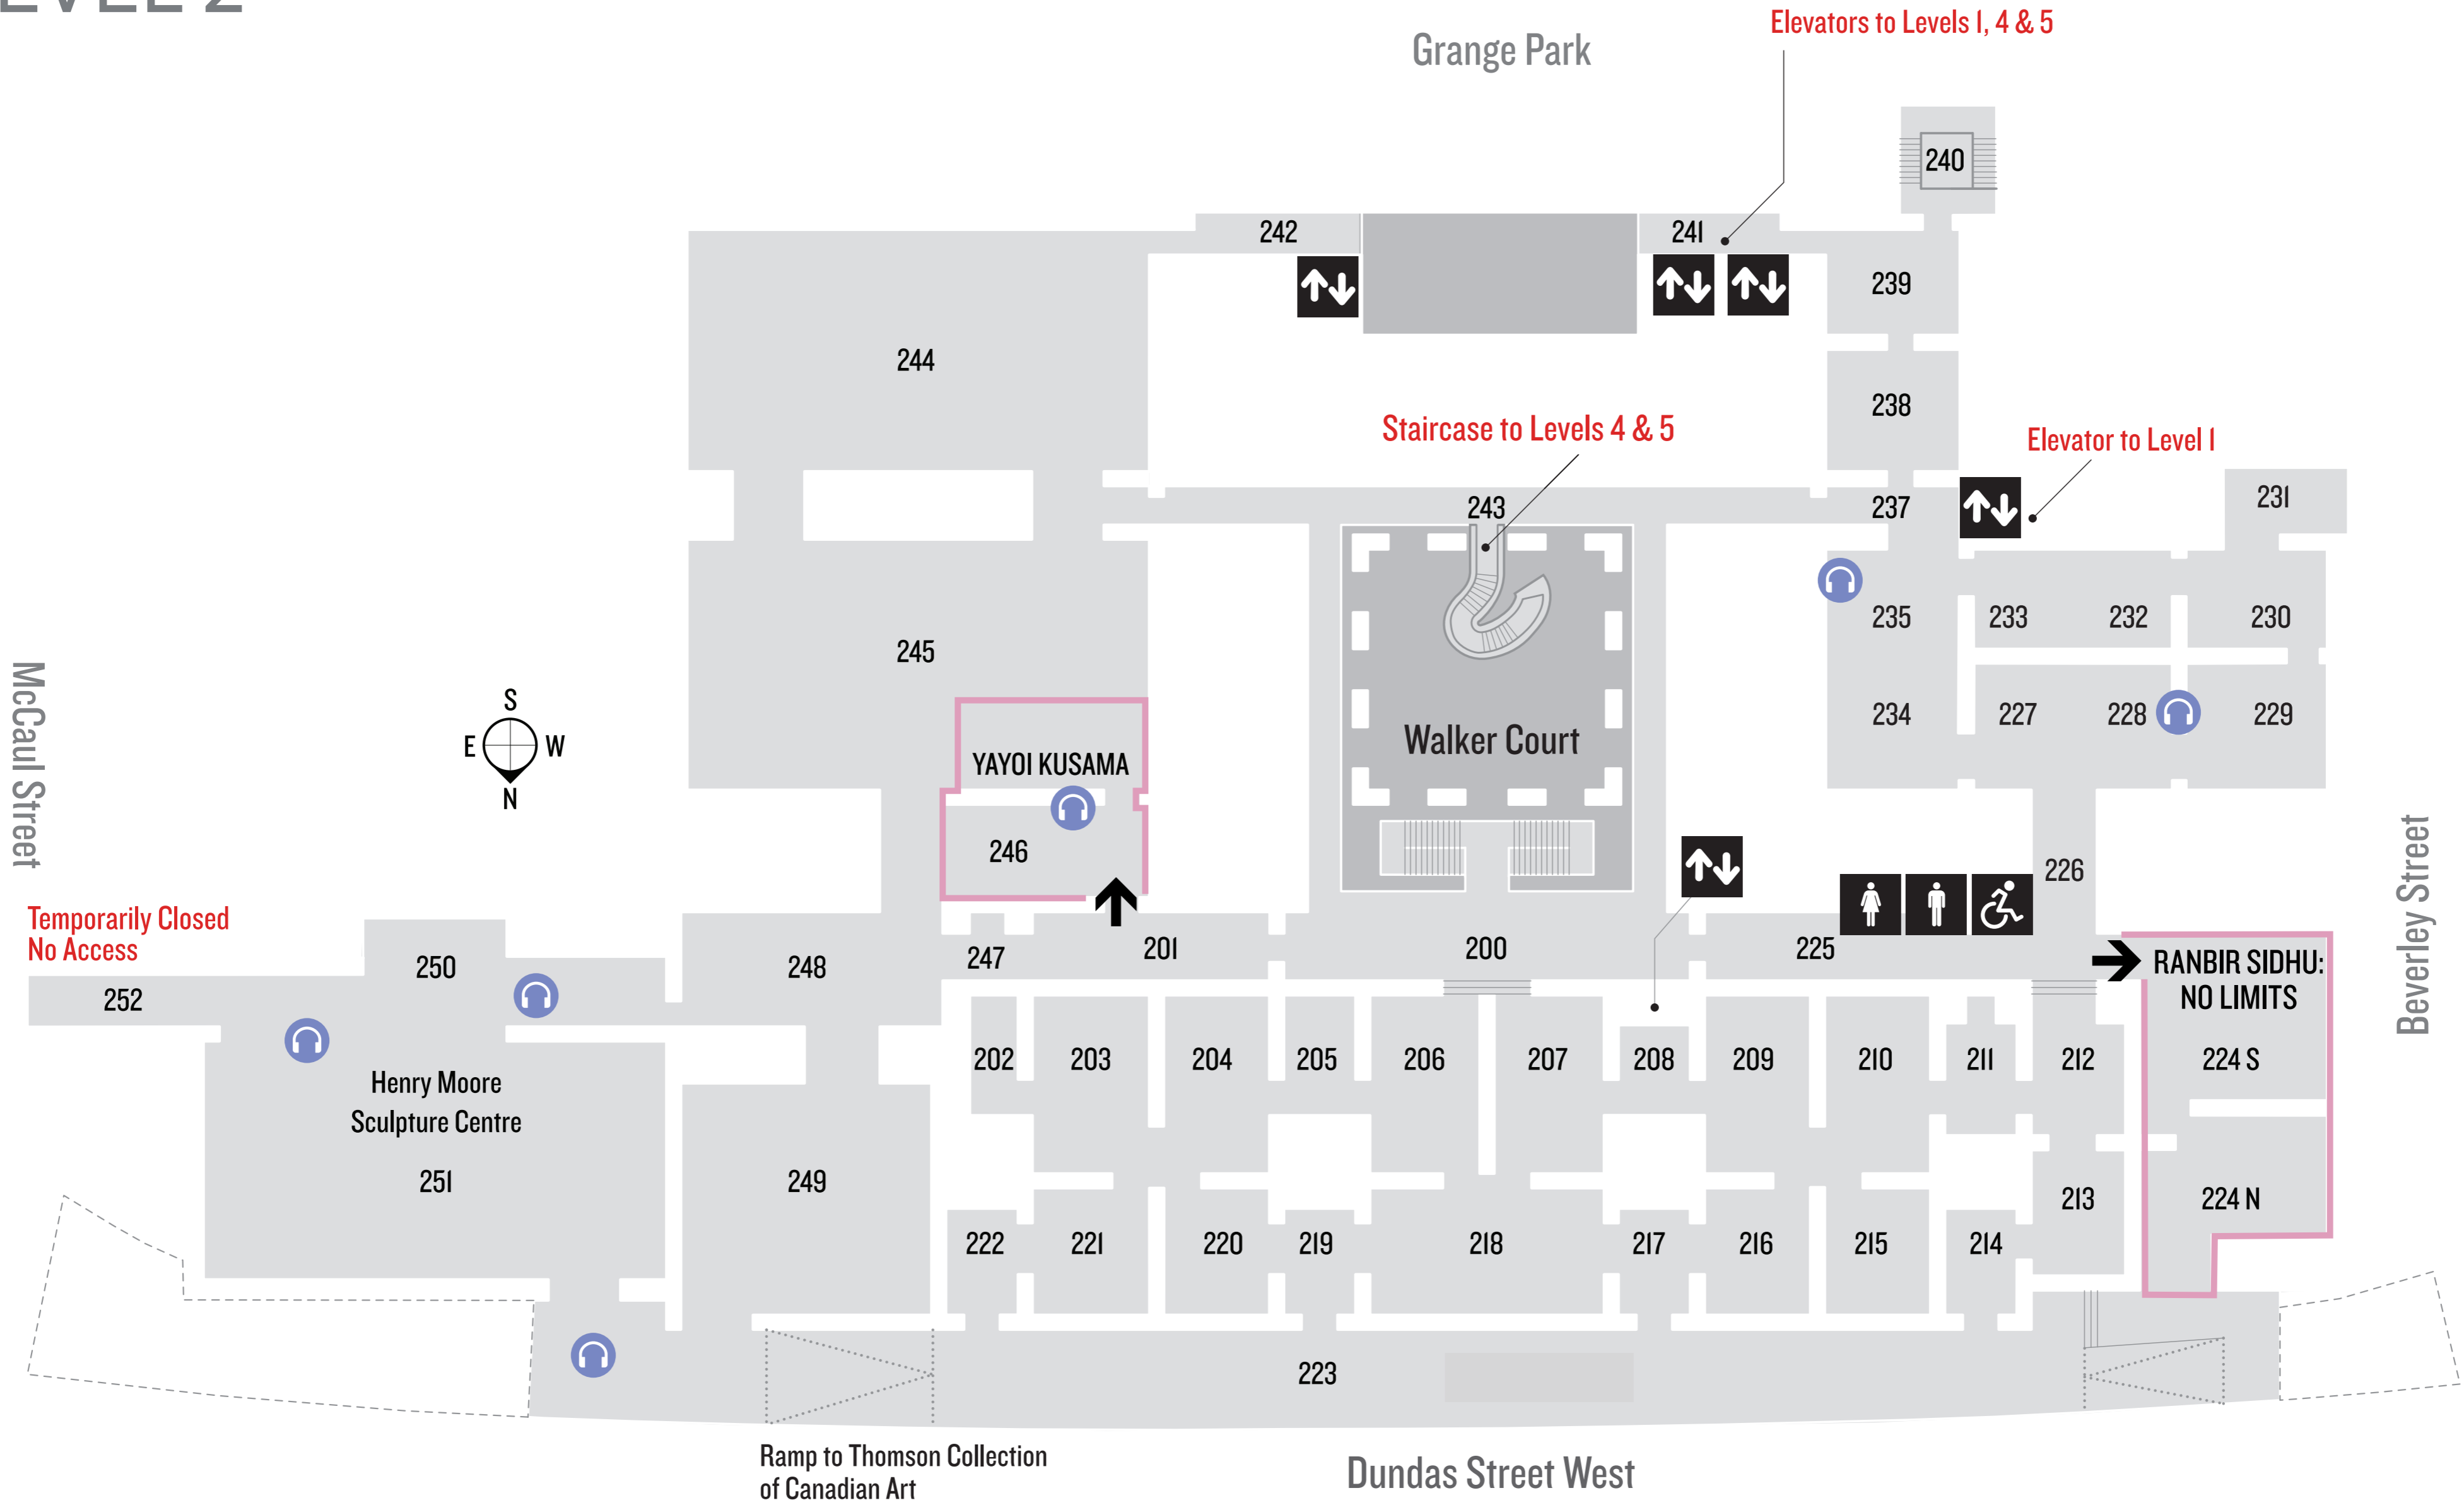 LEVEL 2
Elevators to Levels 1, 4 & 5
Grange Park
240
242
241
239
244
238
Staircase to Levels 4 & 5
Elevator to Level 1
243
237
231
235
233
232
230
245
McCaul Street
S
E
W
N
234
227
228
229
Walker Court
YAYOI KUSAMA
246
226
Beverley Street
Temporarily Closed
No Access
250
248
247
201
200
225
RANBIR SIDHU:
NO LIMITS
252
Henry Moore
Sculpture Centre
202
203
204
205
206
207
208
209
210
211
212
224 S
251
249
213
224 N
222
221
220
219
218
217
216
215
214
223
Ramp to Thomson Collection
of Canadian Art
Dundas Street West